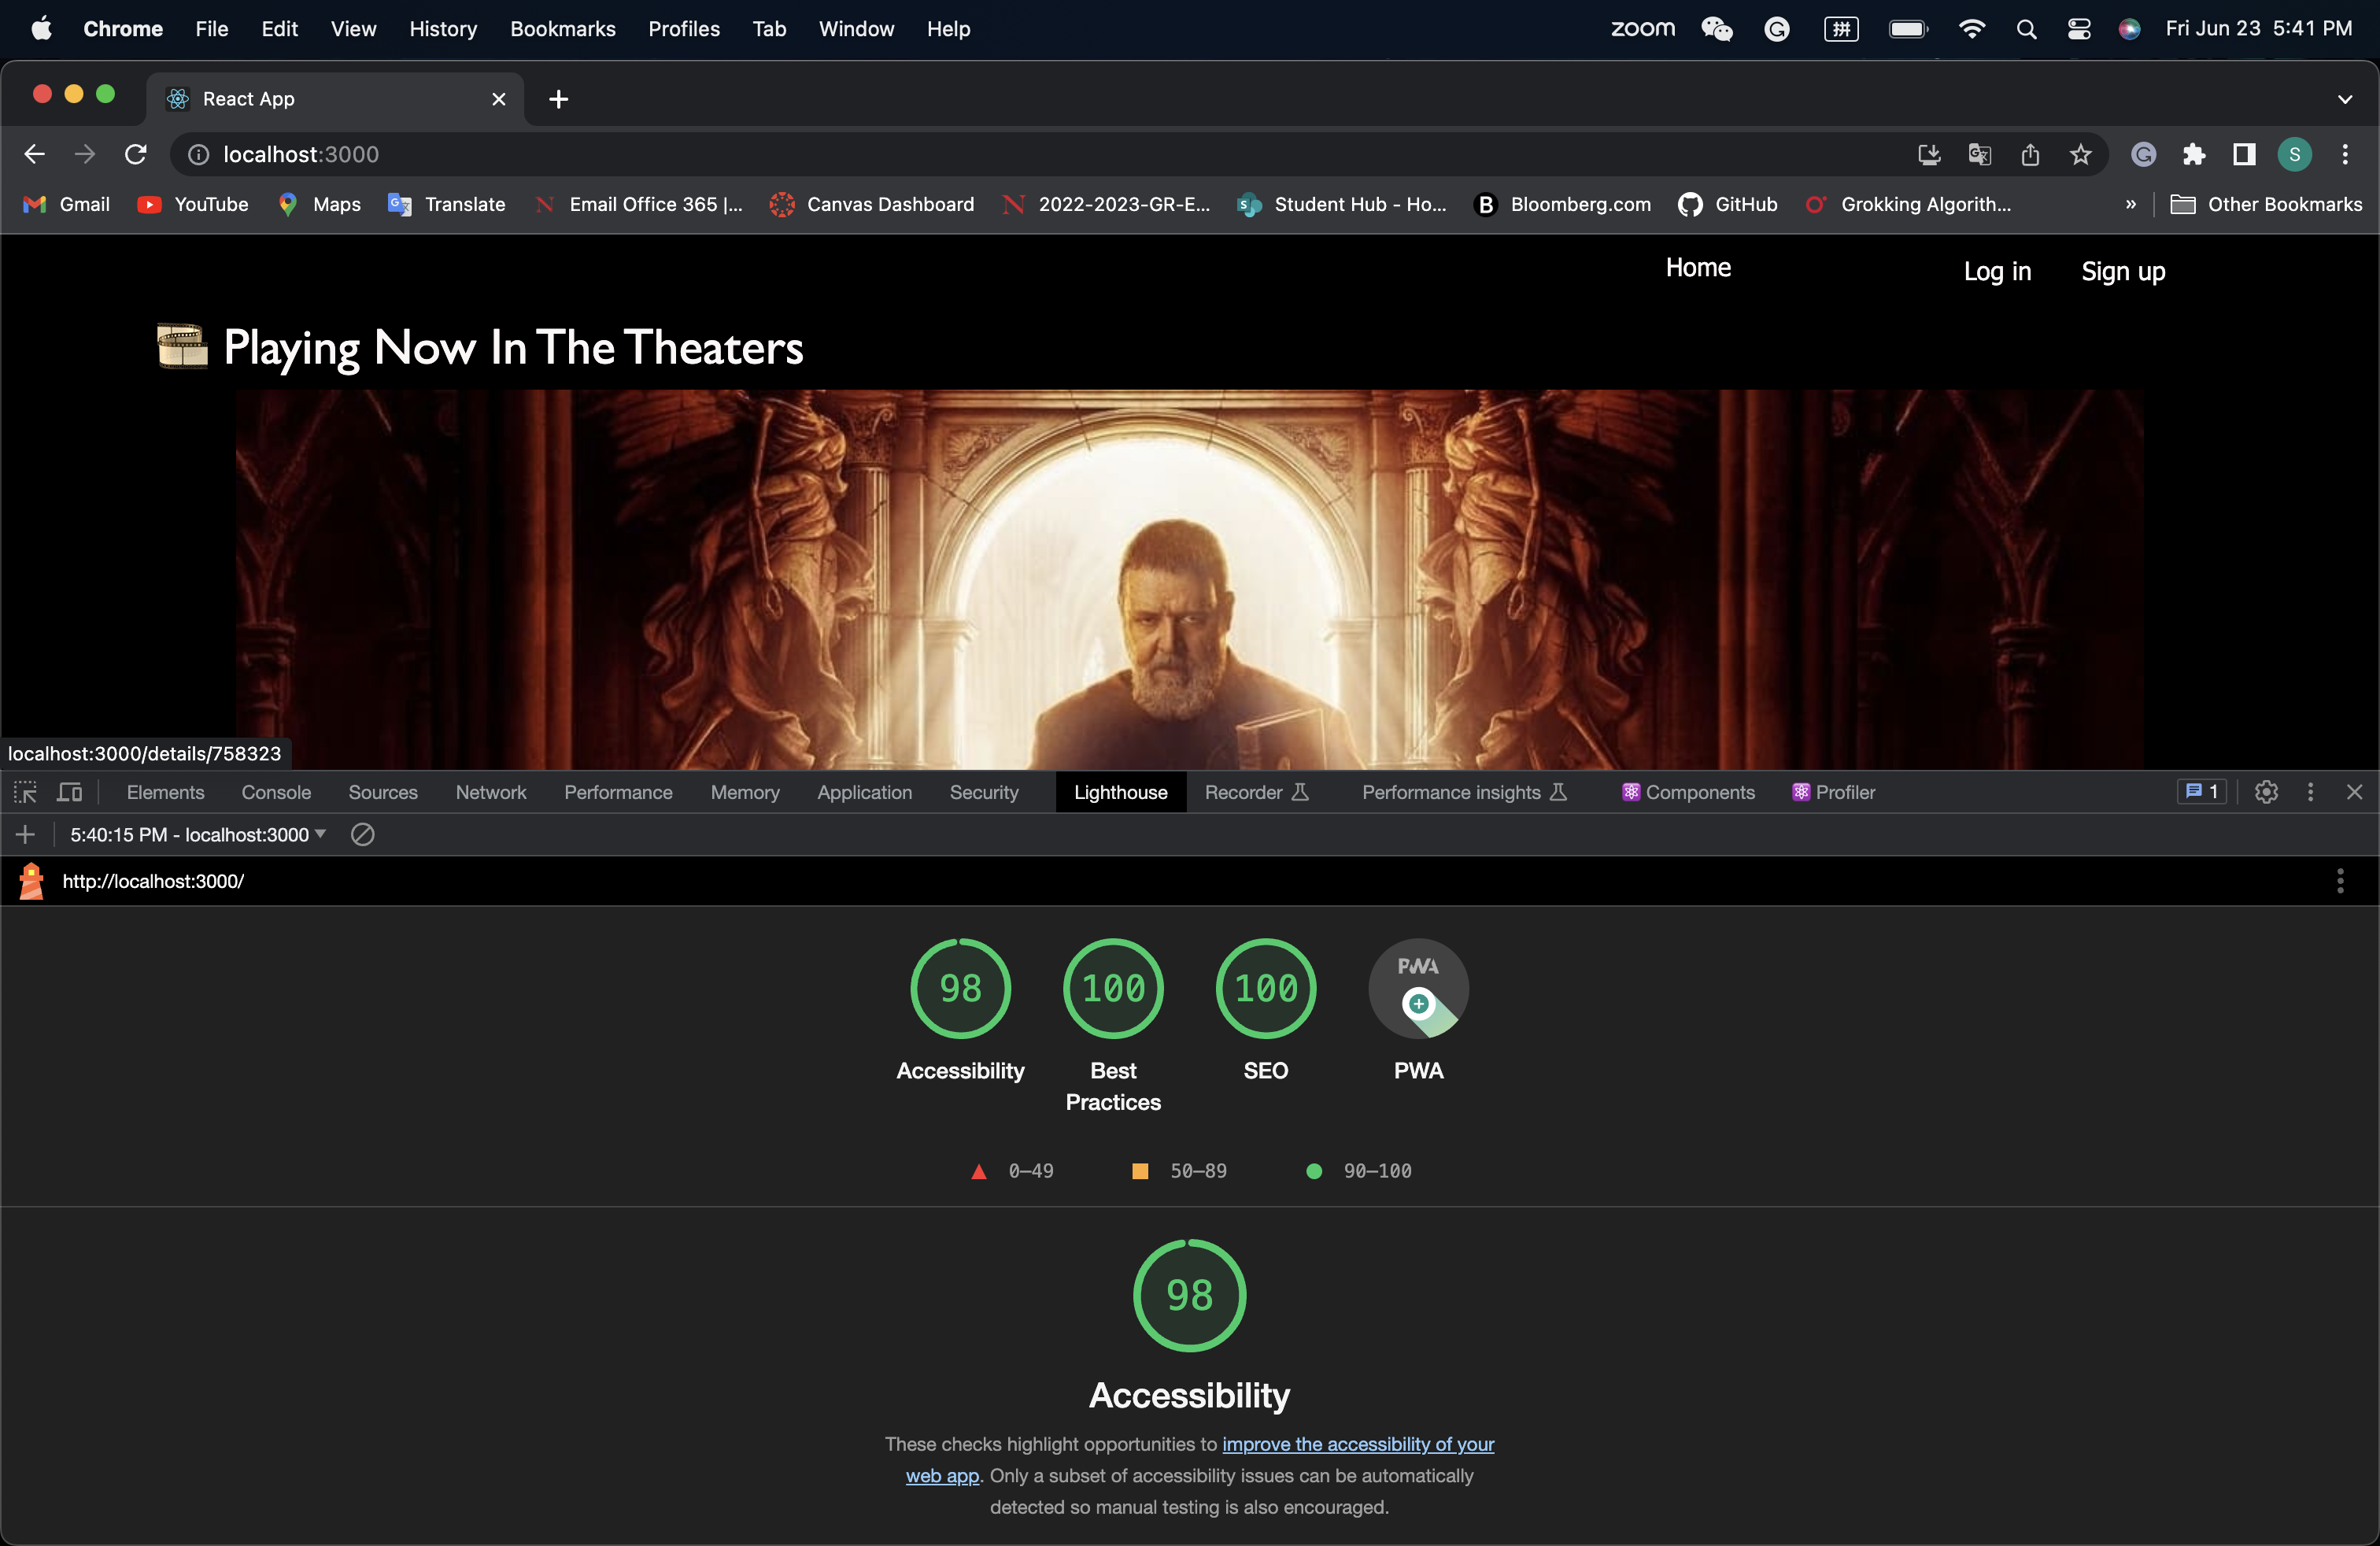 Chrome File Edit View History Bookmarks Profiles Tab Window Help zoom 拼 Fri Jun 23 5:41 PM
React App
localhost:3000 S
Gmail YouTube Maps Translate Email Office 365 |... Canvas Dashboard 2022-2023-GR-E... Student Hub - Ho... B Bloomberg.com GitHub Grokking Algorith... » Other Bookmarks
Home Log in Sign up
Playing Now In The Theaters
localhost:3000/details/758323
Elements Console Sources Network Performance Memory Application Security Lighthouse Recorder Performance insights Components Profiler 1
5:40:15 PM - localhost:3000
http://localhost:3000/
98 100 100 PWA
Accessibility Best Practices SEO PWA
0–49 50–89 90–100
98
Accessibility
These checks highlight opportunities to improve the accessibility of your
web app. Only a subset of accessibility issues can be automatically
detected so manual testing is also encouraged.